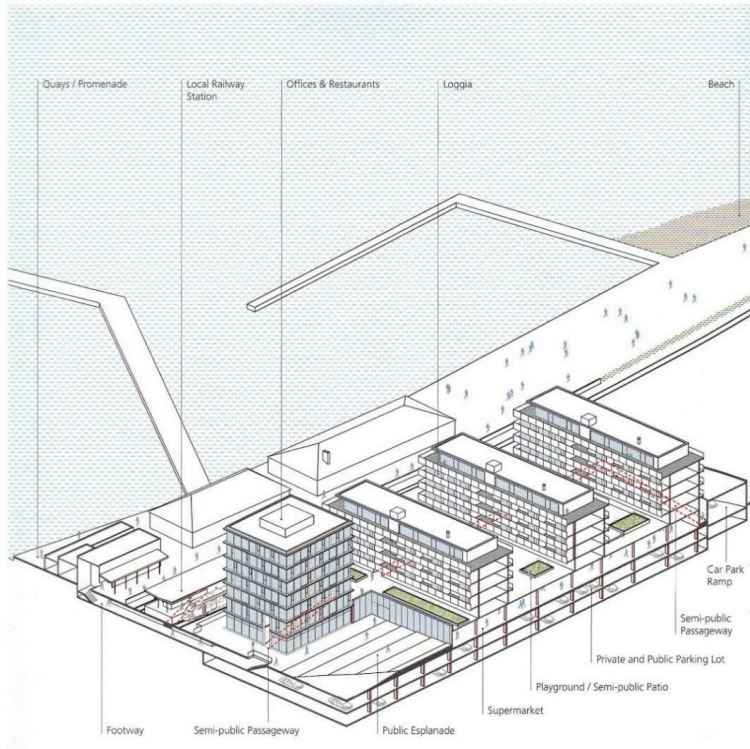 Quays / Promenade
Local Railway
Station
Offices & Restaurants
Loggia
Beach
Car Park
Ramp
Semi-public
Passageway
Private and Public Parking Lot
Playground / Semi-public Patio
Supermarket
Public Esplanade
Semi-public Passageway
Footway